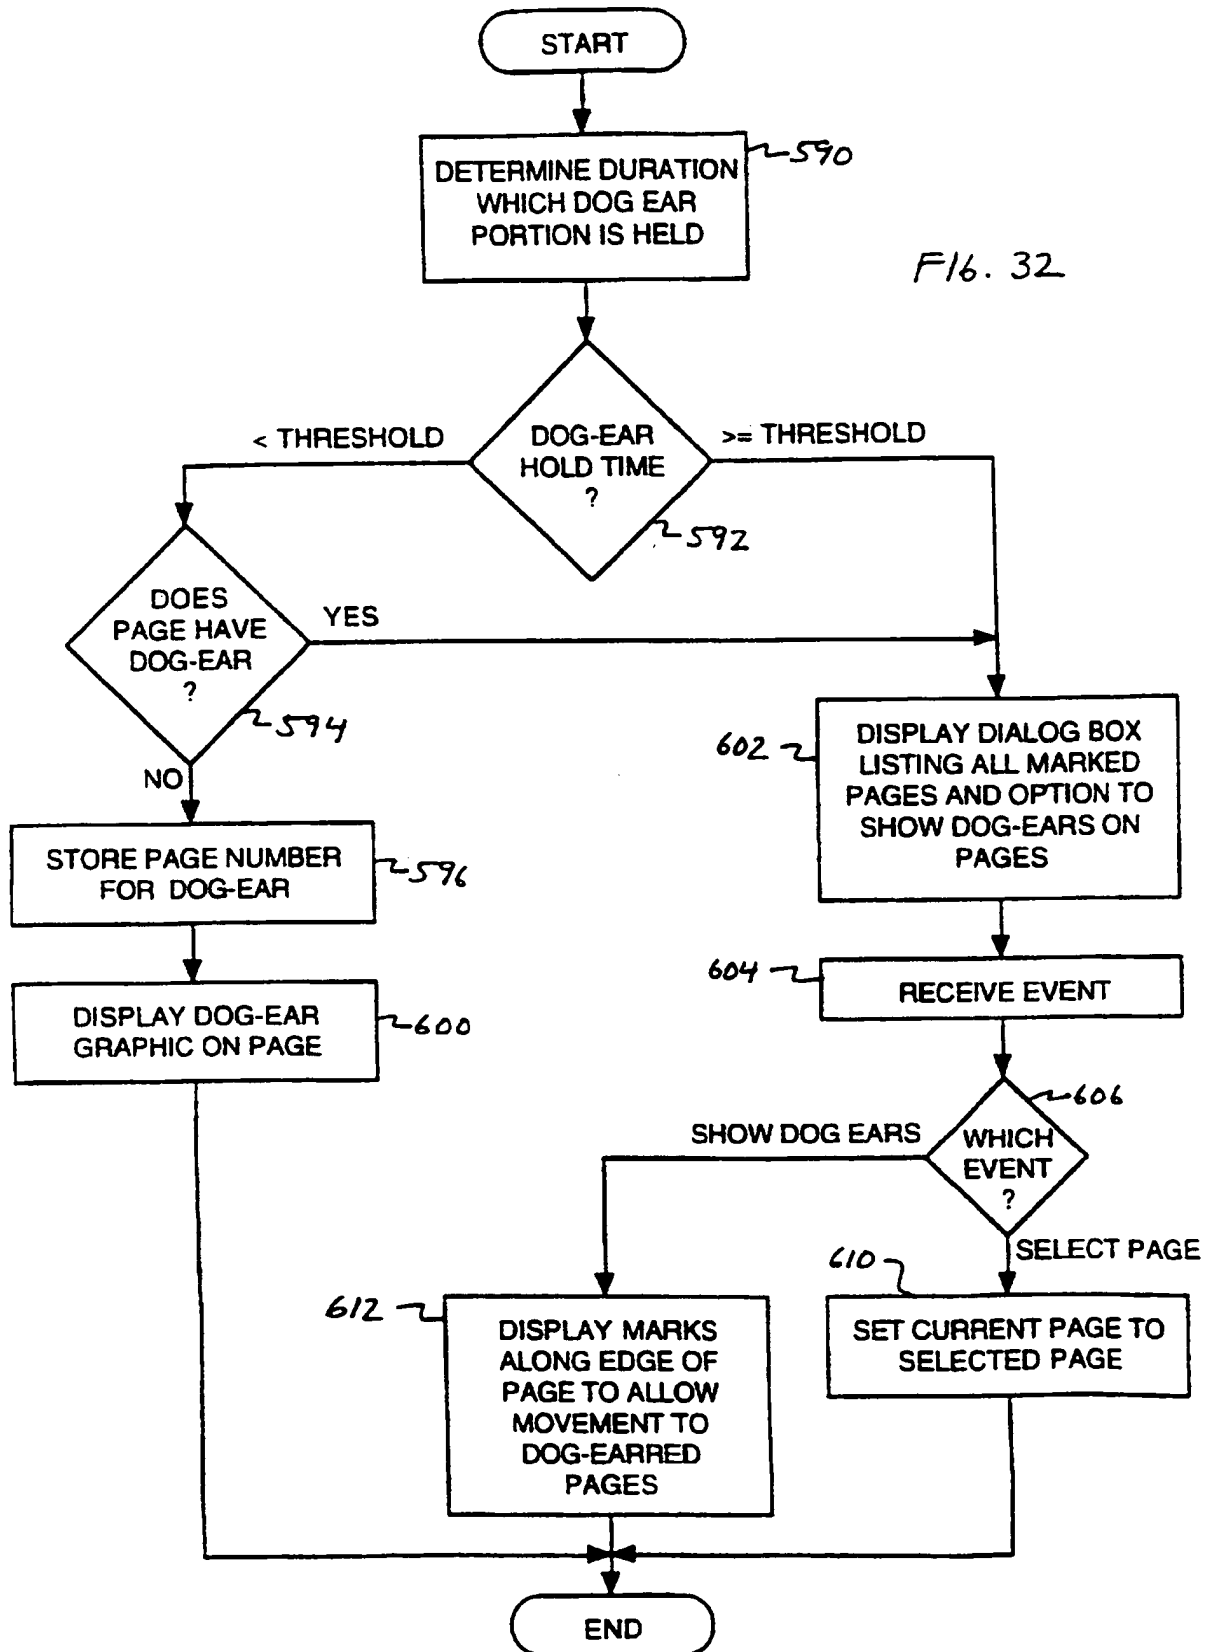 START
DETERMINE DURATION
WHICH DOG EAR
PORTION IS HELD
590
FIG. 32
< THRESHOLD
DOG-EAR
HOLD TIME
?
>= THRESHOLD
592
DOES
PAGE HAVE
DOG-EAR
?
YES
594
NO
602
DISPLAY DIALOG BOX
LISTING ALL MARKED
PAGES AND OPTION TO
SHOW DOG-EARS ON
PAGES
STORE PAGE NUMBER
FOR DOG-EAR
596
604
RECEIVE EVENT
DISPLAY DOG-EAR
GRAPHIC ON PAGE
600
606
SHOW DOG EARS
WHICH
EVENT
?
SELECT PAGE
610
612
DISPLAY MARKS
ALONG EDGE OF
PAGE TO ALLOW
MOVEMENT TO
DOG-EARRED
PAGES
SET CURRENT PAGE TO
SELECTED PAGE
END